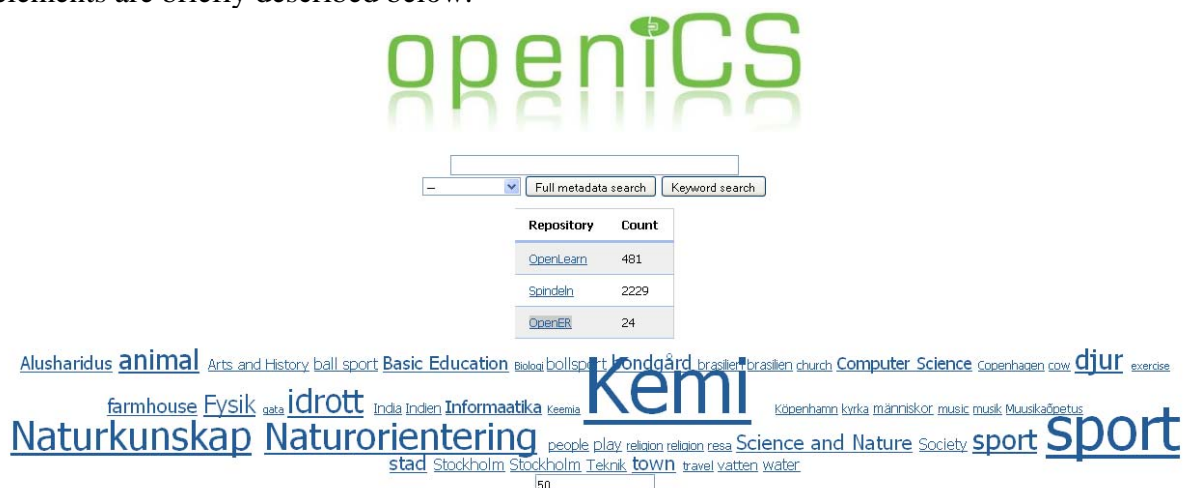 elements are briefly described below.
openiCS
--
Full metadata search Keyword search
Repository Count
OpenLearn 481
Spindeln 2229
OpenER 24
Alusharidus animal Arts and History ball sport Basic Education Biologi bollsport bondgård brasilien brasilien church Computer Science Copenhagen cow djur exercise
farmhouse Fysik gata idrott India Indien Informaatika Keemia Kemi Köpenhamn kyrka människor music musik Muusikaõpetus
Naturkunskap Naturorientering people play religion religion resa Science and Nature Society sport sport
stad Stockholm Stockholm Teknik town travel vatten water
50